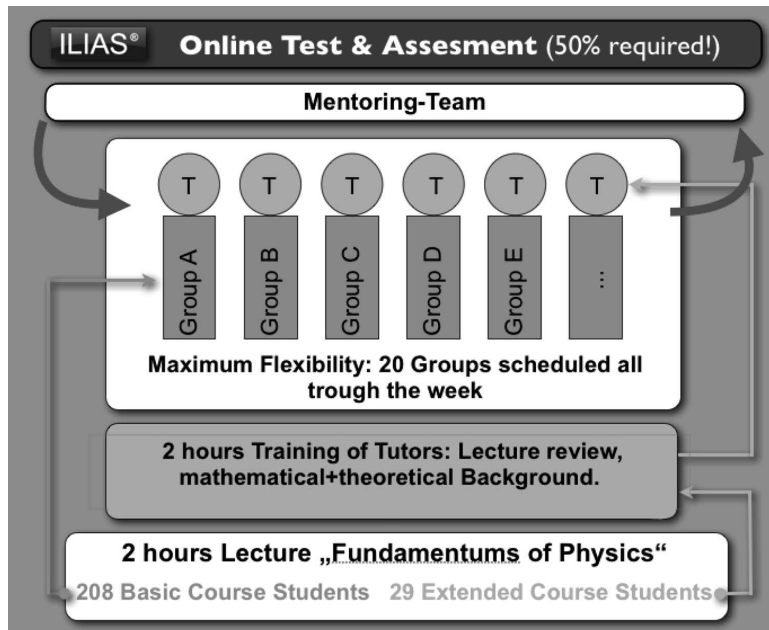 ILIAS® Online Test & Assesment (50% required!)
Mentoring-Team
T T T T T T
Group A Group B Group C Group D Group E ...
Maximum Flexibility: 20 Groups scheduled all
trough the week
2 hours Training of Tutors: Lecture review,
mathematical+theoretical Background.
2 hours Lecture „Fundamentums of Physics“
208 Basic Course Students 29 Extended Course Students